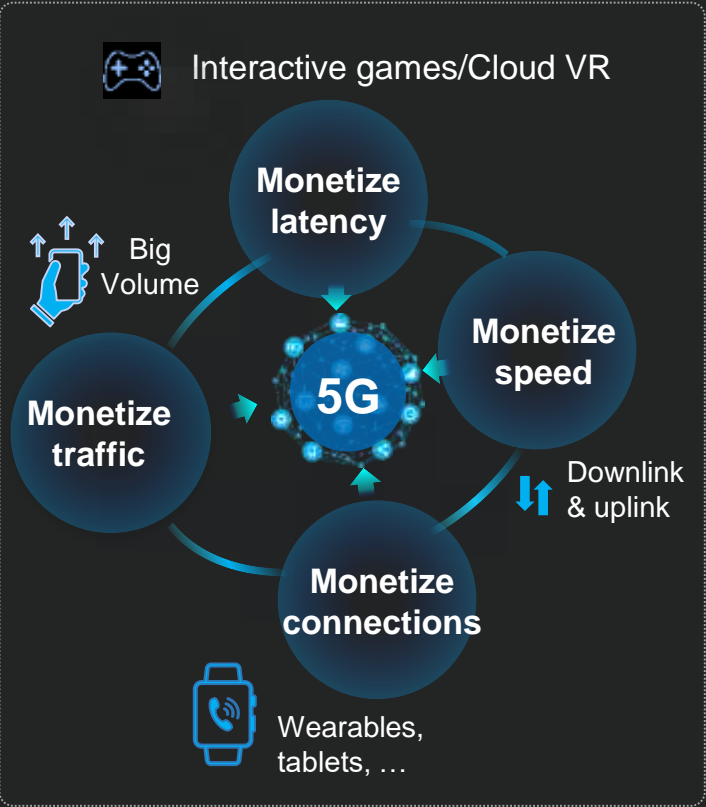 Interactive games/Cloud VR
Monetize
latency
Big
Volume
Monetize
speed
5G
Monetize
traffic
Downlink
& uplink
Monetize
connections
Wearables,
tablets, …